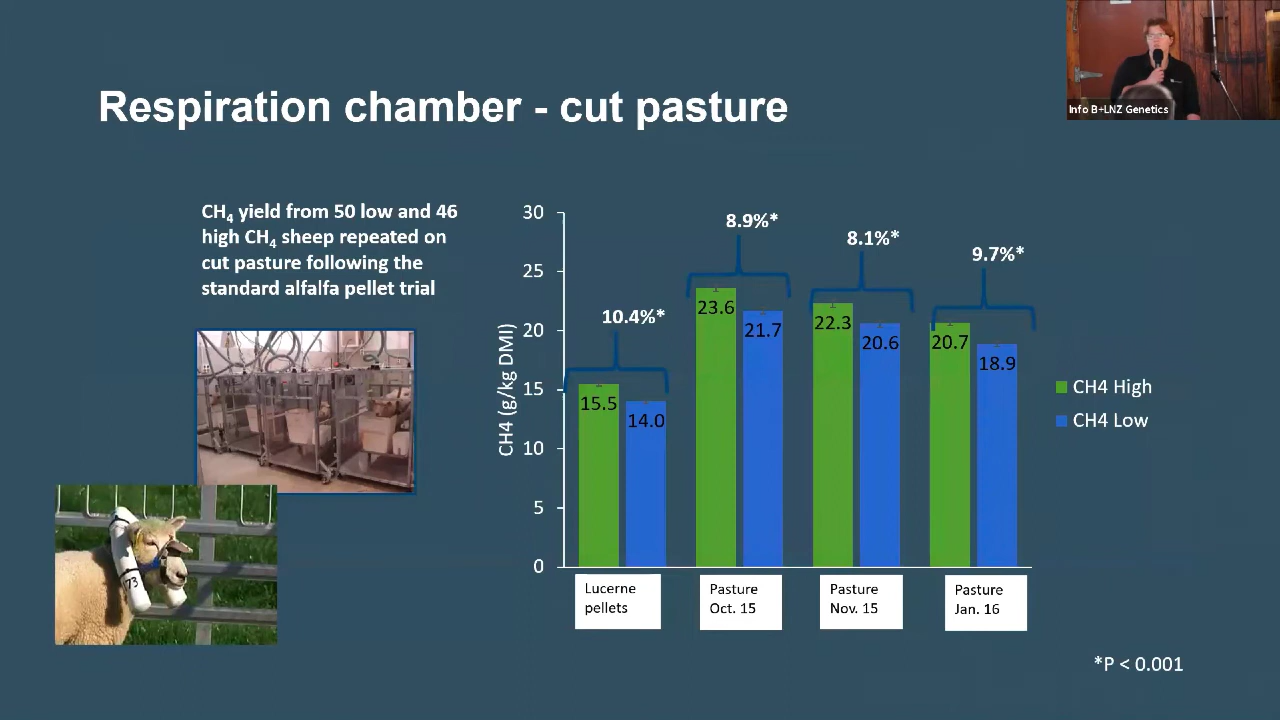 Info B+LNZ Genetics
Respiration chamber - cut pasture
CH₄ yield from 50 low and 46
high CH₄ sheep repeated on
cut pasture following the
standard alfalfa pellet trial
73
CH4 (g/kg DMI)
30
25
20
15
10
5
0
10.4%*
8.9%*
8.1%*
9.7%*
15.5
14.0
23.6
21.7
22.3
20.6
20.7
18.9
Lucerne
pellets
Pasture
Oct. 15
Pasture
Nov. 15
Pasture
Jan. 16
CH4 High
CH4 Low
*P < 0.001